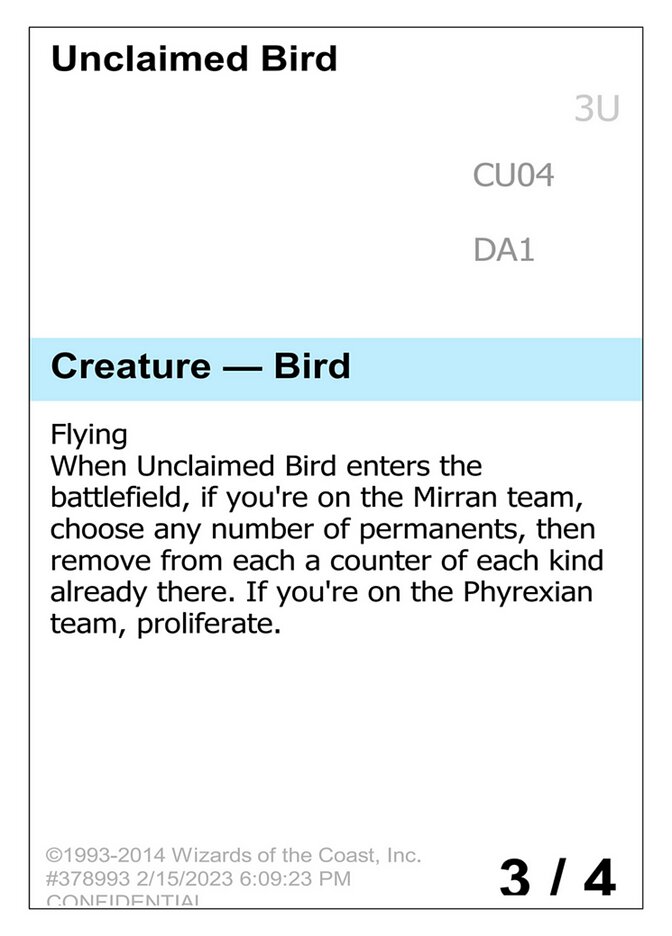 Unclaimed Bird
3U
CU04
DA1
Creature — Bird
Flying
When Unclaimed Bird enters the
battlefield, if you're on the Mirran team,
choose any number of permanents, then
remove from each a counter of each kind
already there. If you're on the Phyrexian
team, proliferate.
©1993-2014 Wizards of the Coast, Inc.
#378993 2/15/2023 6:09:23 PM
CONFIDENTIAL
3 / 4